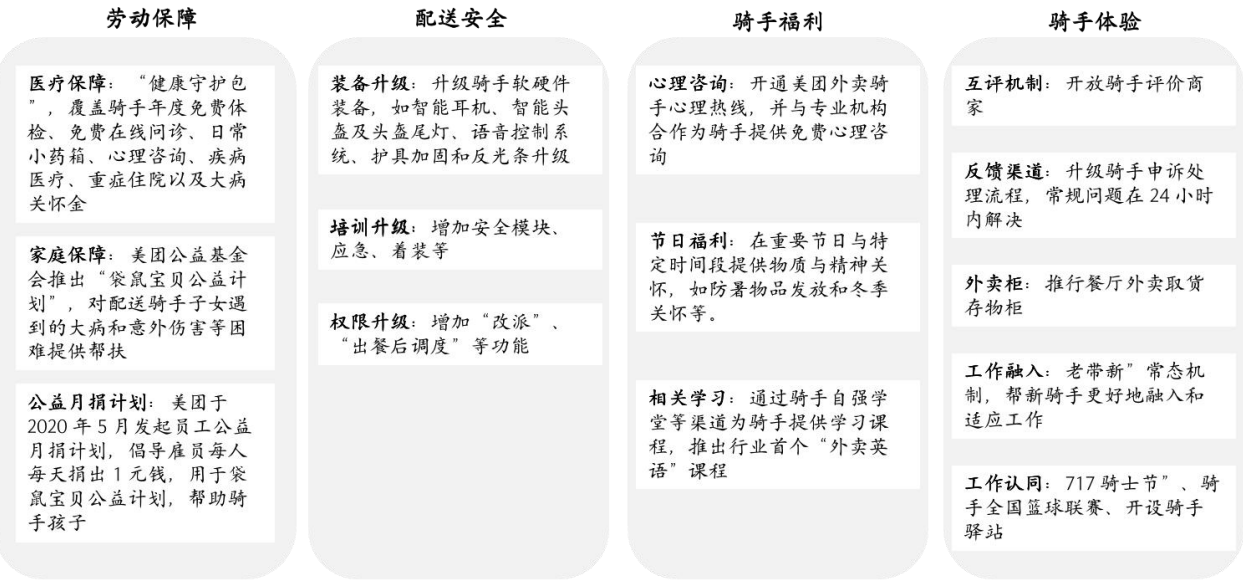 劳动保障
医疗保障：“健康守护包
”，覆盖骑手年度免费体
检、免费在线问诊、日常
小药箱、心理咨询、疾病
医疗、重症住院以及大病
关怀金
家庭保障：美团公益基金
会推出“袋鼠宝贝公益计
划”，对配送骑手子女遇
到的大病和意外伤害等困
难提供帮扶
公益月捐计划：美团于
2020 年 5 月发起员工公益
月捐计划，倡导雇员每人
每天捐出 1 元钱，用于袋
鼠宝贝公益计划，帮助骑
手孩子
配送安全
装备升级：升级骑手软硬件
装备，如智能耳机、智能头
盔及头盔尾灯、语音控制系
统、护具加固和反光条升级
培训升级：增加安全模块、
应急、着装等
权限升级：增加“改派”、
“出餐后调度”等功能
骑手福利
心理咨询：开通美团外卖骑
手心理热线，并与专业机构
合作为骑手提供免费心理咨
询
节日福利：在重要节日与特
定时间段提供物质与精神关
怀，如防暑物品发放和冬季
关怀等。
相关学习：通过骑手自强学
堂等渠道为骑手提供学习课
程，推出行业首个“外卖英
语”课程
骑手体验
互评机制：开放骑手评价商
家
反馈渠道：升级骑手申诉处
理流程，常规问题在 24 小时
内解决
外卖柜：推行餐厅外卖取货
存物柜
工作融入：老带新”常态机
制，帮新骑手更好地融入和
适应工作
工作认同：717 骑士节”、骑
手全国篮球联赛、开设骑手
驿站